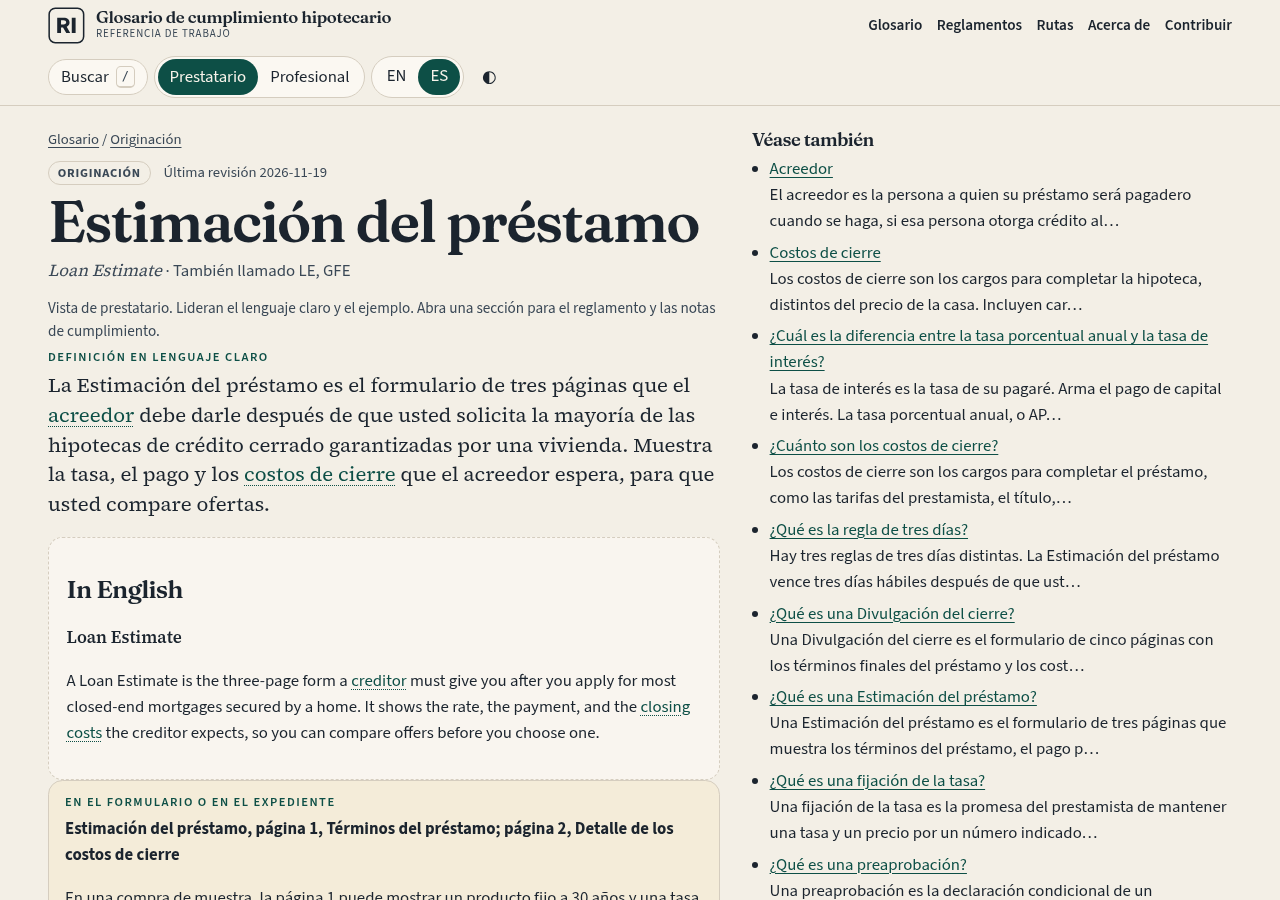 RI
Glosario de cumplimiento hipotecario
REFERENCIA DE TRABAJO
Glosario Reglamentos Rutas Acerca de Contribuir
Buscar / Prestatario Profesional EN ES
Glosario / Originación
ORIGINACIÓN Última revisión 2026-11-19
Estimación del préstamo
Loan Estimate · También llamado LE, GFE
Vista de prestatario. Lideran el lenguaje claro y el ejemplo. Abra una sección para el reglamento y las notas
de cumplimiento.
DEFINICIÓN EN LENGUAJE CLARO
La Estimación del préstamo es el formulario de tres páginas que el
acreedor debe darle después de que usted solicita la mayoría de las
hipotecas de crédito cerrado garantizadas por una vivienda. Muestra
la tasa, el pago y los costos de cierre que el acreedor espera, para que
usted compare ofertas.
In English
Loan Estimate
A Loan Estimate is the three-page form a creditor must give you after you apply for most
closed-end mortgages secured by a home. It shows the rate, the payment, and the closing
costs the creditor expects, so you can compare offers before you choose one.
EN EL FORMULARIO O EN EL EXPEDIENTE
Estimación del préstamo, página 1, Términos del préstamo; página 2, Detalle de los
costos de cierre
En una compra de muestra, la página 1 puede mostrar un producto fijo a 30 años y una tasa
Véase también
Acreedor
El acreedor es la persona a quien su préstamo será pagadero
cuando se haga, si esa persona otorga crédito al…
Costos de cierre
Los costos de cierre son los cargos para completar la hipoteca,
distintos del precio de la casa. Incluyen car…
¿Cuál es la diferencia entre la tasa porcentual anual y la tasa de
interés?
La tasa de interés es la tasa de su pagaré. Arma el pago de capital
e interés. La tasa porcentual anual, o AP…
¿Cuánto son los costos de cierre?
Los costos de cierre son los cargos para completar el préstamo,
como las tarifas del prestamista, el título,…
¿Qué es la regla de tres días?
Hay tres reglas de tres días distintas. La Estimación del préstamo
vence tres días hábiles después de que ust…
¿Qué es una Divulgación del cierre?
Una Divulgación del cierre es el formulario de cinco páginas con
los términos finales del préstamo y los cost…
¿Qué es una Estimación del préstamo?
Una Estimación del préstamo es el formulario de tres páginas que
muestra los términos del préstamo, el pago p…
¿Qué es una fijación de la tasa?
Una fijación de la tasa es la promesa del prestamista de mantener
una tasa y un precio por un número indicado…
¿Qué es una preaprobación?
Una preaprobación es la declaración condicional de un